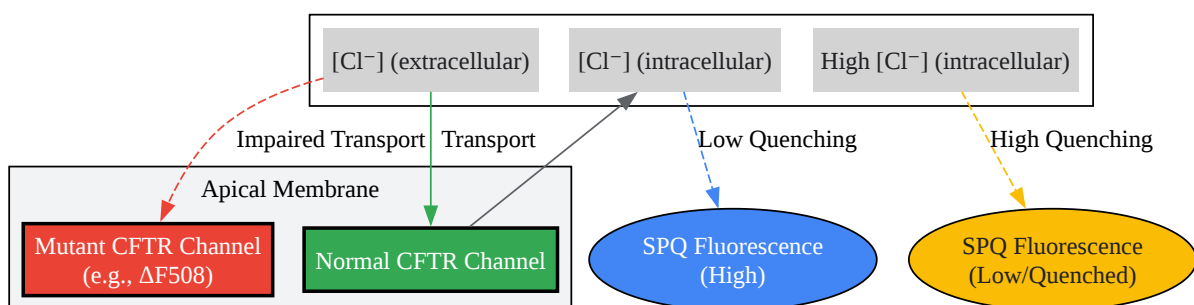 [Cl⁻] (extracellular)
[Cl⁻] (intracellular)
High [Cl⁻] (intracellular)
Impaired Transport
Transport
Low Quenching
High Quenching
Apical Membrane
Mutant CFTR Channel
(e.g., ΔF508)
Normal CFTR Channel
SPQ Fluorescence
(High)
SPQ Fluorescence
(Low/Quenched)